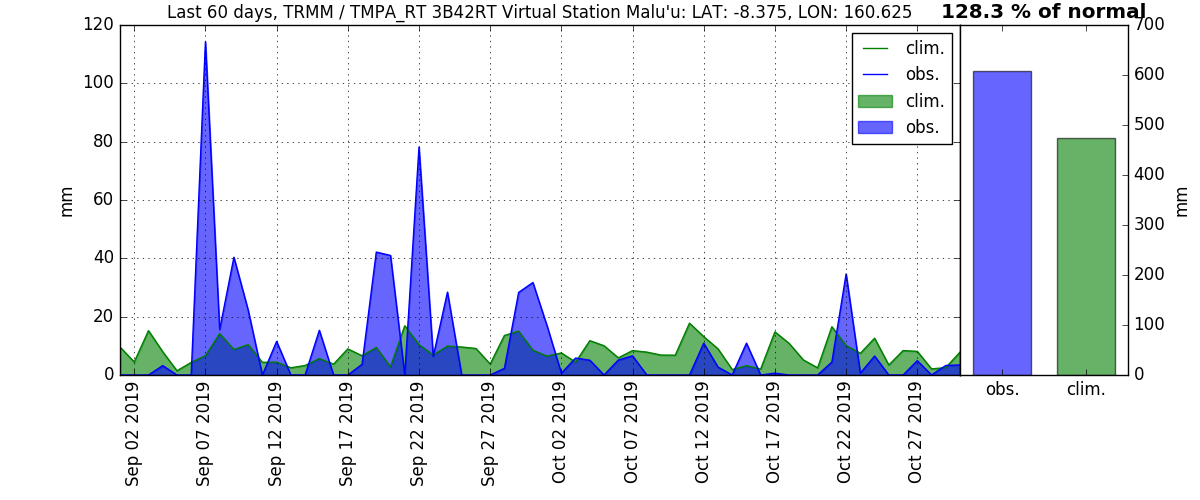 Last 60 days, TRMM / TMPA_RT 3B42RT Virtual Station Malu'u: LAT: -8.375, LON: 160.625
128.3 % of normal
120
100
80
60
40
20
0
mm
clim.
obs.
clim.
obs.
700
600
500
400
300
200
100
0
mm
obs.
clim.
Sep 02 2019
Sep 07 2019
Sep 12 2019
Sep 17 2019
Sep 22 2019
Sep 27 2019
Oct 02 2019
Oct 07 2019
Oct 12 2019
Oct 17 2019
Oct 22 2019
Oct 27 2019